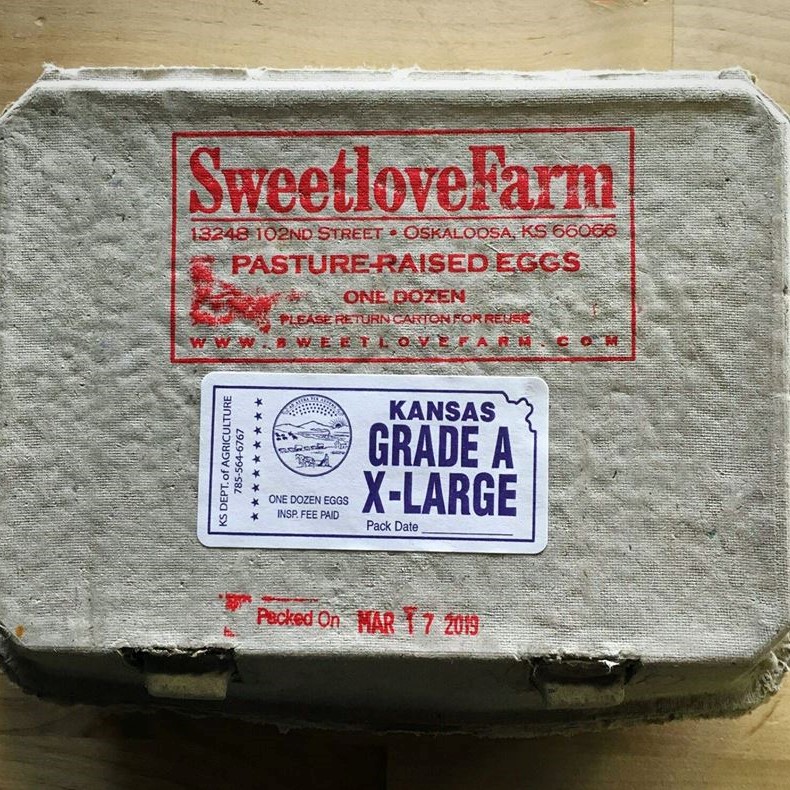 SweetloveFarm
13248 102ND STREET • OSKALOOSA, KS 66066
PASTURE-RAISED EGGS
ONE DOZEN
PLEASE RETURN CARTON FOR REUSE
WWW.SWEETLOVEFARM.COM
KS DEPT. of AGRICULTURE
785-564-6767
ONE DOZEN EGGS
INSP. FEE PAID
KANSAS
GRADE A
X-LARGE
Pack Date
Packed On MAR 17 2019